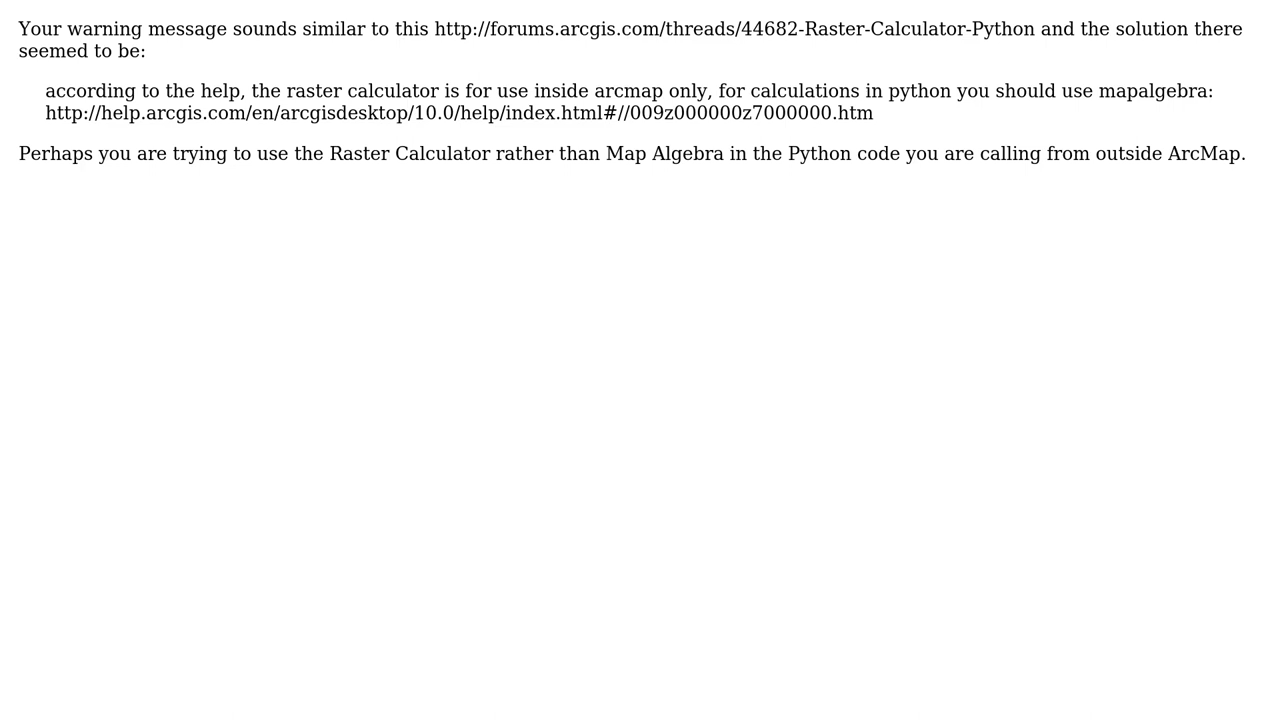 Your warning message sounds similar to this http://forums.arcgis.com/threads/44682-Raster-Calculator-Python and the solution there
seemed to be:
according to the help, the raster calculator is for use inside arcmap only, for calculations in python you should use mapalgebra:
http://help.arcgis.com/en/arcgisdesktop/10.0/help/index.html#//009z000000z7000000.htm
Perhaps you are trying to use the Raster Calculator rather than Map Algebra in the Python code you are calling from outside ArcMap.